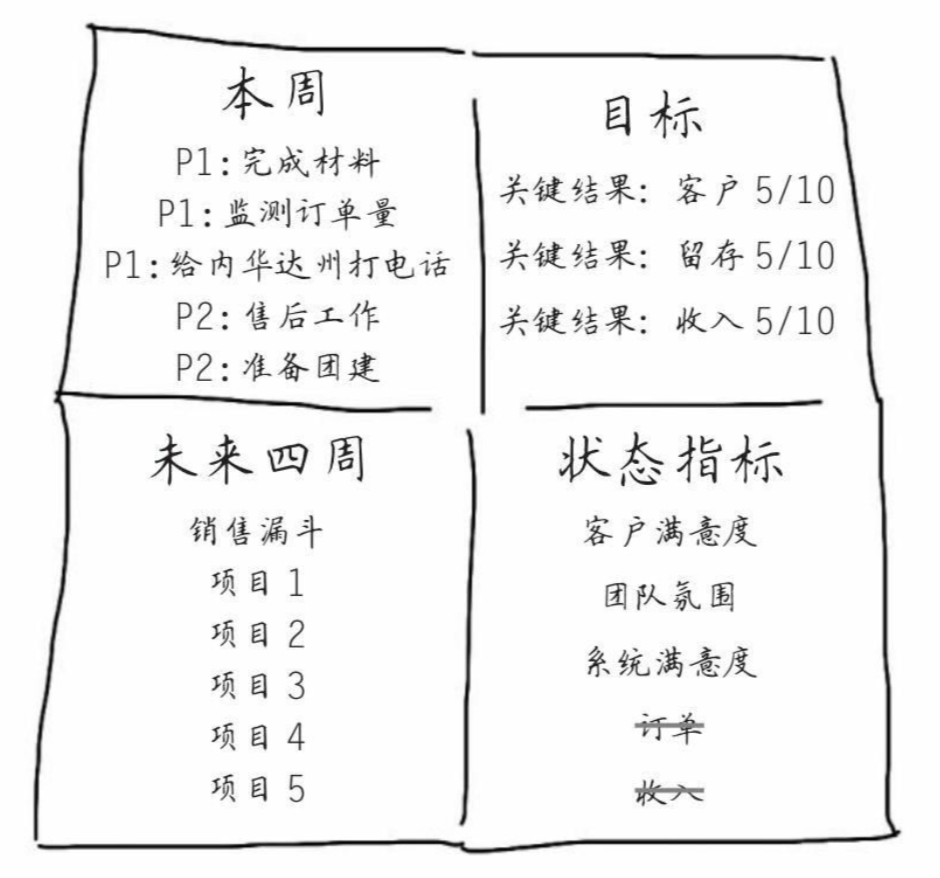 本周
P1:完成材料
P1:监测订单量
P1:给内华达州打电话
P2:售后工作
P2:准备团建
目标
关键结果:客户 5/10
关键结果:留存 5/10
关键结果:收入 5/10
未来四周
销售漏斗
项目 1
项目 2
项目 3
项目 4
项目 5
状态指标
客户满意度
团队氛围
系统满意度
订单
收入